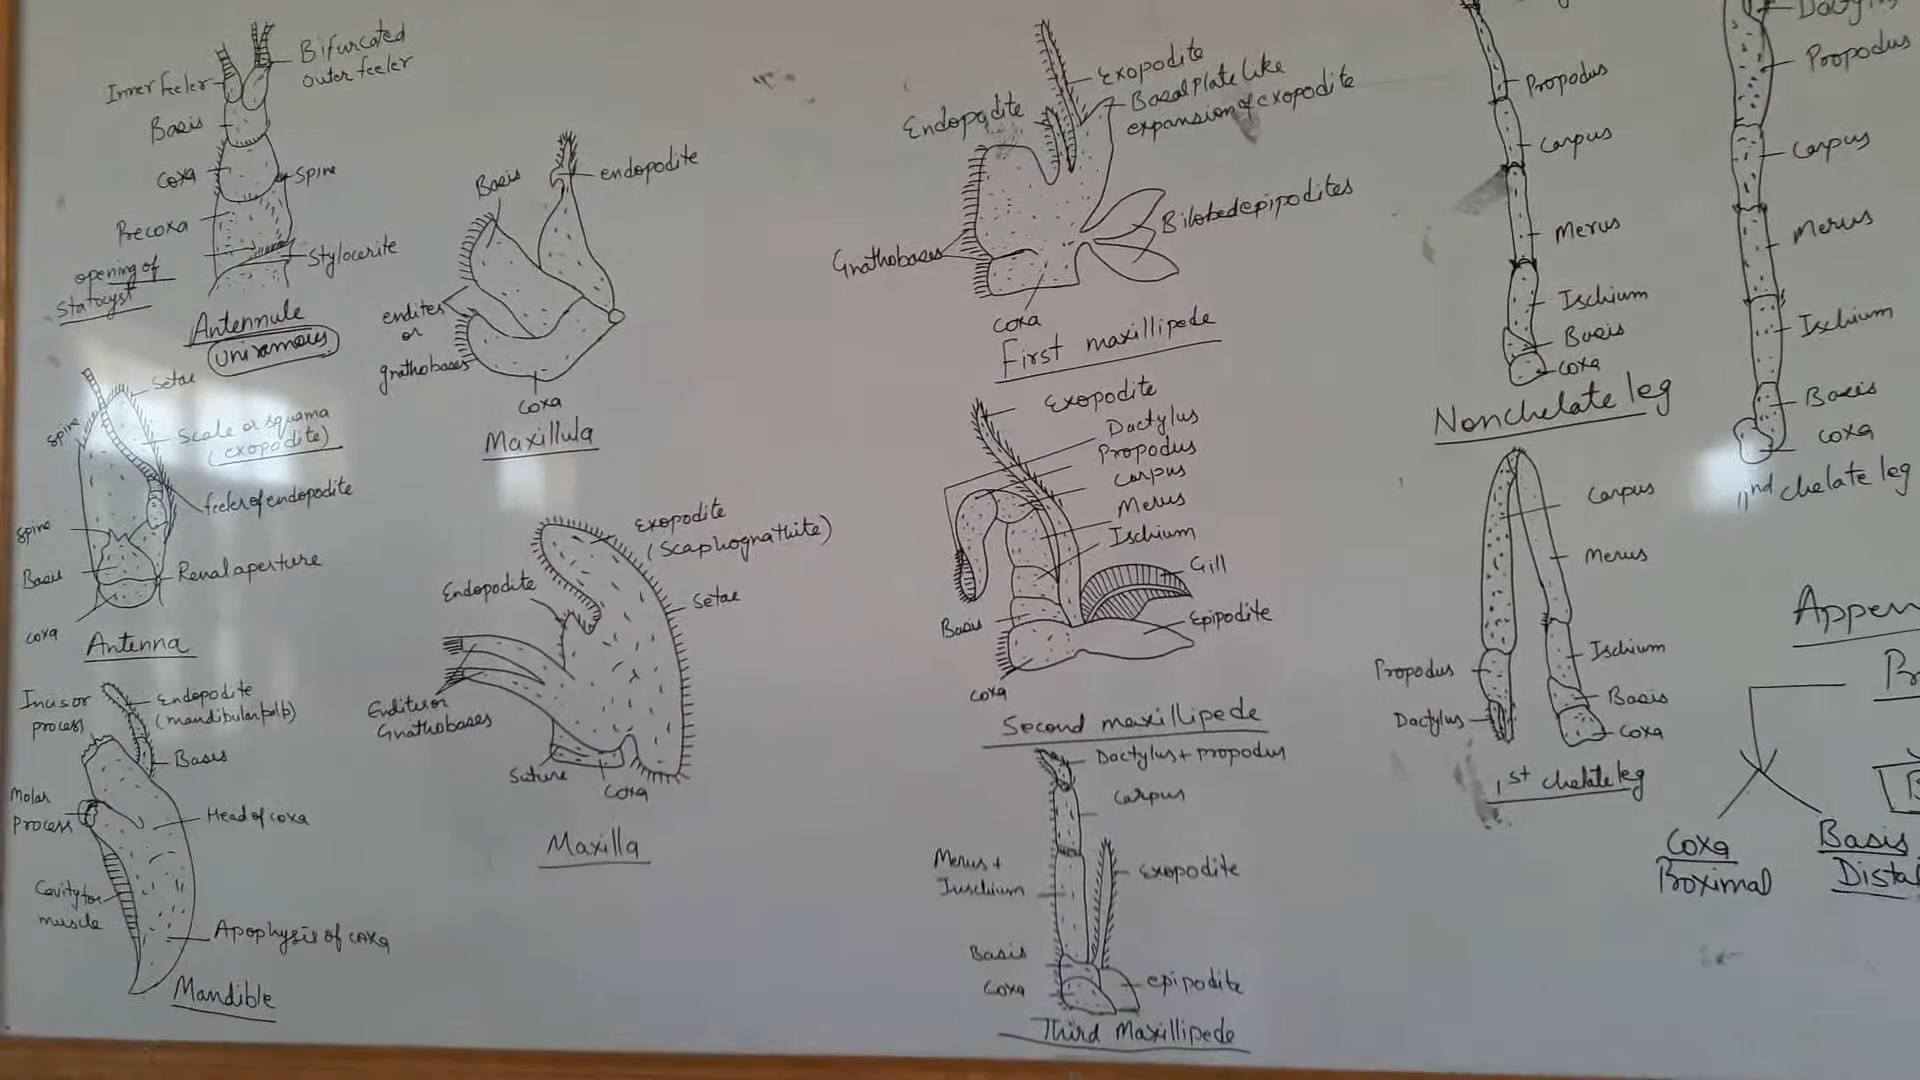 Inner feeler
Bifurcated
outer feeler
Basis
Coxa
Spine
Precoxa
Stylocerite
opening of
Statocyst
Antennule
Uniramous
Setae
Spine
Scale or squama
(exopodite)
feeler of endopodite
Spine
Basis
Renal aperture
coxa
Antenna
Incisor
process
Endopodite
(mandibular palp)
Basis
Molar
process
Head of coxa
Cavity for
muscle
Apophysis of coxa
Mandible
Basis
endopodite
endites
or
gnathobases
Coxa
Maxillula
Exopodite
(Scaphognathite)
Endopodite
Setae
Gnathobases
Suture
Coxa
Maxilla
Exopodite
Basal plate like
expansion of exopodite
Endopodite
Bilobed epipodites
Gnathobases
Coxa
First maxillipede
Exopodite
Dactylus
Propodus
Carpus
Merus
Ischium
Gill
Basis
Epipodite
Coxa
Second maxillipede
Dactylus + propodus
Carpus
Merus +
Iuschium
Exopodite
Basis
Coxa
epipodite
Third Maxillipede
Propodus
Carpus
Merus
Ischium
Basis
coxa
Nonchelate leg
Carpus
Merus
Ischium
Propodus
Basis
Dactylus
Coxa
1st chelate leg
Dactylus
Propodus
Carpus
Merus
Ischium
Basis
Coxa
IInd chelate leg
Appen
Coxa
Proximal
Basis
Distal